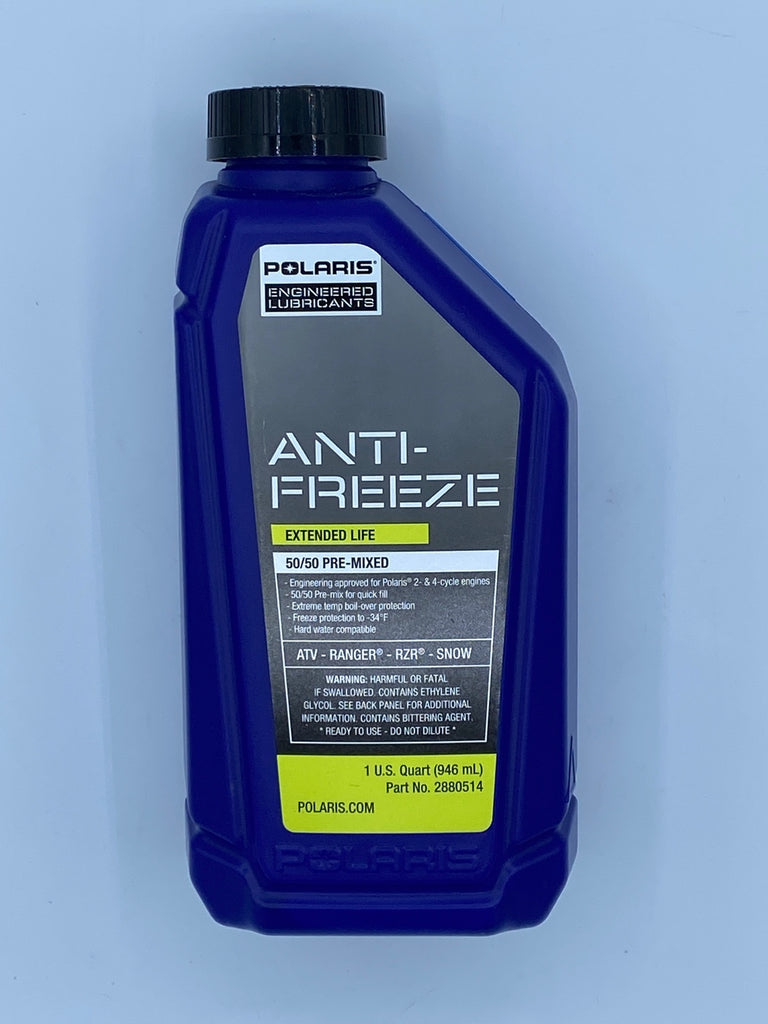 POLARIS®
ENGINEERED
LUBRICANTS
ANTI-
FREEZE
EXTENDED LIFE
50/50 PRE-MIXED
- Engineering approved for Polaris® 2- & 4-cycle engines
- 50/50 Pre-mix for quick fill
- Extreme temp boil-over protection
- Freeze protection to -34°F
- Hard water compatible
ATV - RANGER® - RZR® - SNOW
WARNING: HARMFUL OR FATAL
IF SWALLOWED. CONTAINS ETHYLENE
GLYCOL. SEE BACK PANEL FOR ADDITIONAL
INFORMATION. CONTAINS BITTERING AGENT.
* READY TO USE - DO NOT DILUTE *
1 U.S. Quart (946 mL)
Part No. 2880514
POLARIS.COM
POLARIS